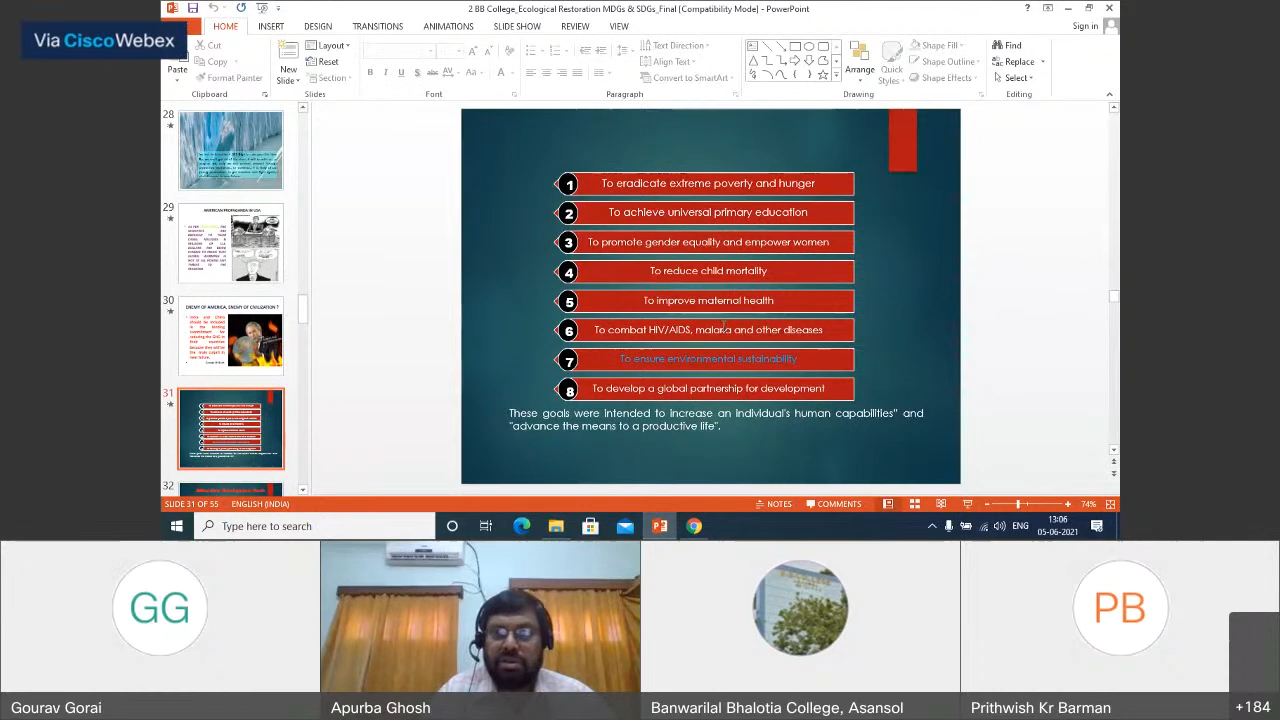 2 BB College_Ecological Restoration MDGs & SDGs_Final [Compatibility Mode] - PowerPoint
Sign in
Via Cisco Webex
HOME INSERT DESIGN TRANSITIONS ANIMATIONS SLIDE SHOW REVIEW VIEW
Cut
Copy
Format Painter
Paste
Clipboard
New
Slide
Layout
Reset
Section
Slides
Font
Text Direction
Align Text
Convert to SmartArt
Paragraph
Arrange
Quick
Styles
Shape Fill
Shape Outline
Shape Effects
Drawing
Find
Replace
Select
Editing
28
29
AMERICAN PROPAGANDA IN USA
30
ENEMY OF AMERICA, ENEMY OF CIVILIZATION ?
31
32
1 To eradicate extreme poverty and hunger
2 To achieve universal primary education
3 To promote gender equality and empower women
4 To reduce child mortality
5 To improve maternal health
6 To combat HIV/AIDS, malaria and other diseases
7 To ensure environmental sustainability
8 To develop a global partnership for development
These goals were intended to increase an individual's human capabilities" and
"advance the means to a productive life".
SLIDE 31 OF 55 ENGLISH (INDIA) NOTES COMMENTS 74%
Type here to search
ENG
13:06
05-06-2021
GG
PB
Gourav Gorai
Apurba Ghosh
Banwarilal Bhalotia College, Asansol
Prithwish Kr Barman
+184